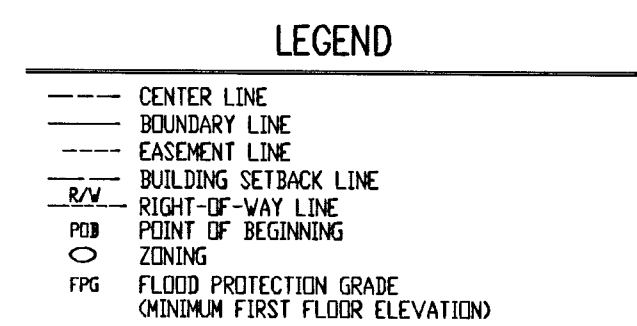 LEGEND
CENTER LINE
BOUNDARY LINE
EASEMENT LINE
BUILDING SETBACK LINE
R/W RIGHT-OF-WAY LINE
POB POINT OF BEGINNING
ZONING
FPG FLOOD PROTECTION GRADE
(MINIMUM FIRST FLOOR ELEVATION)